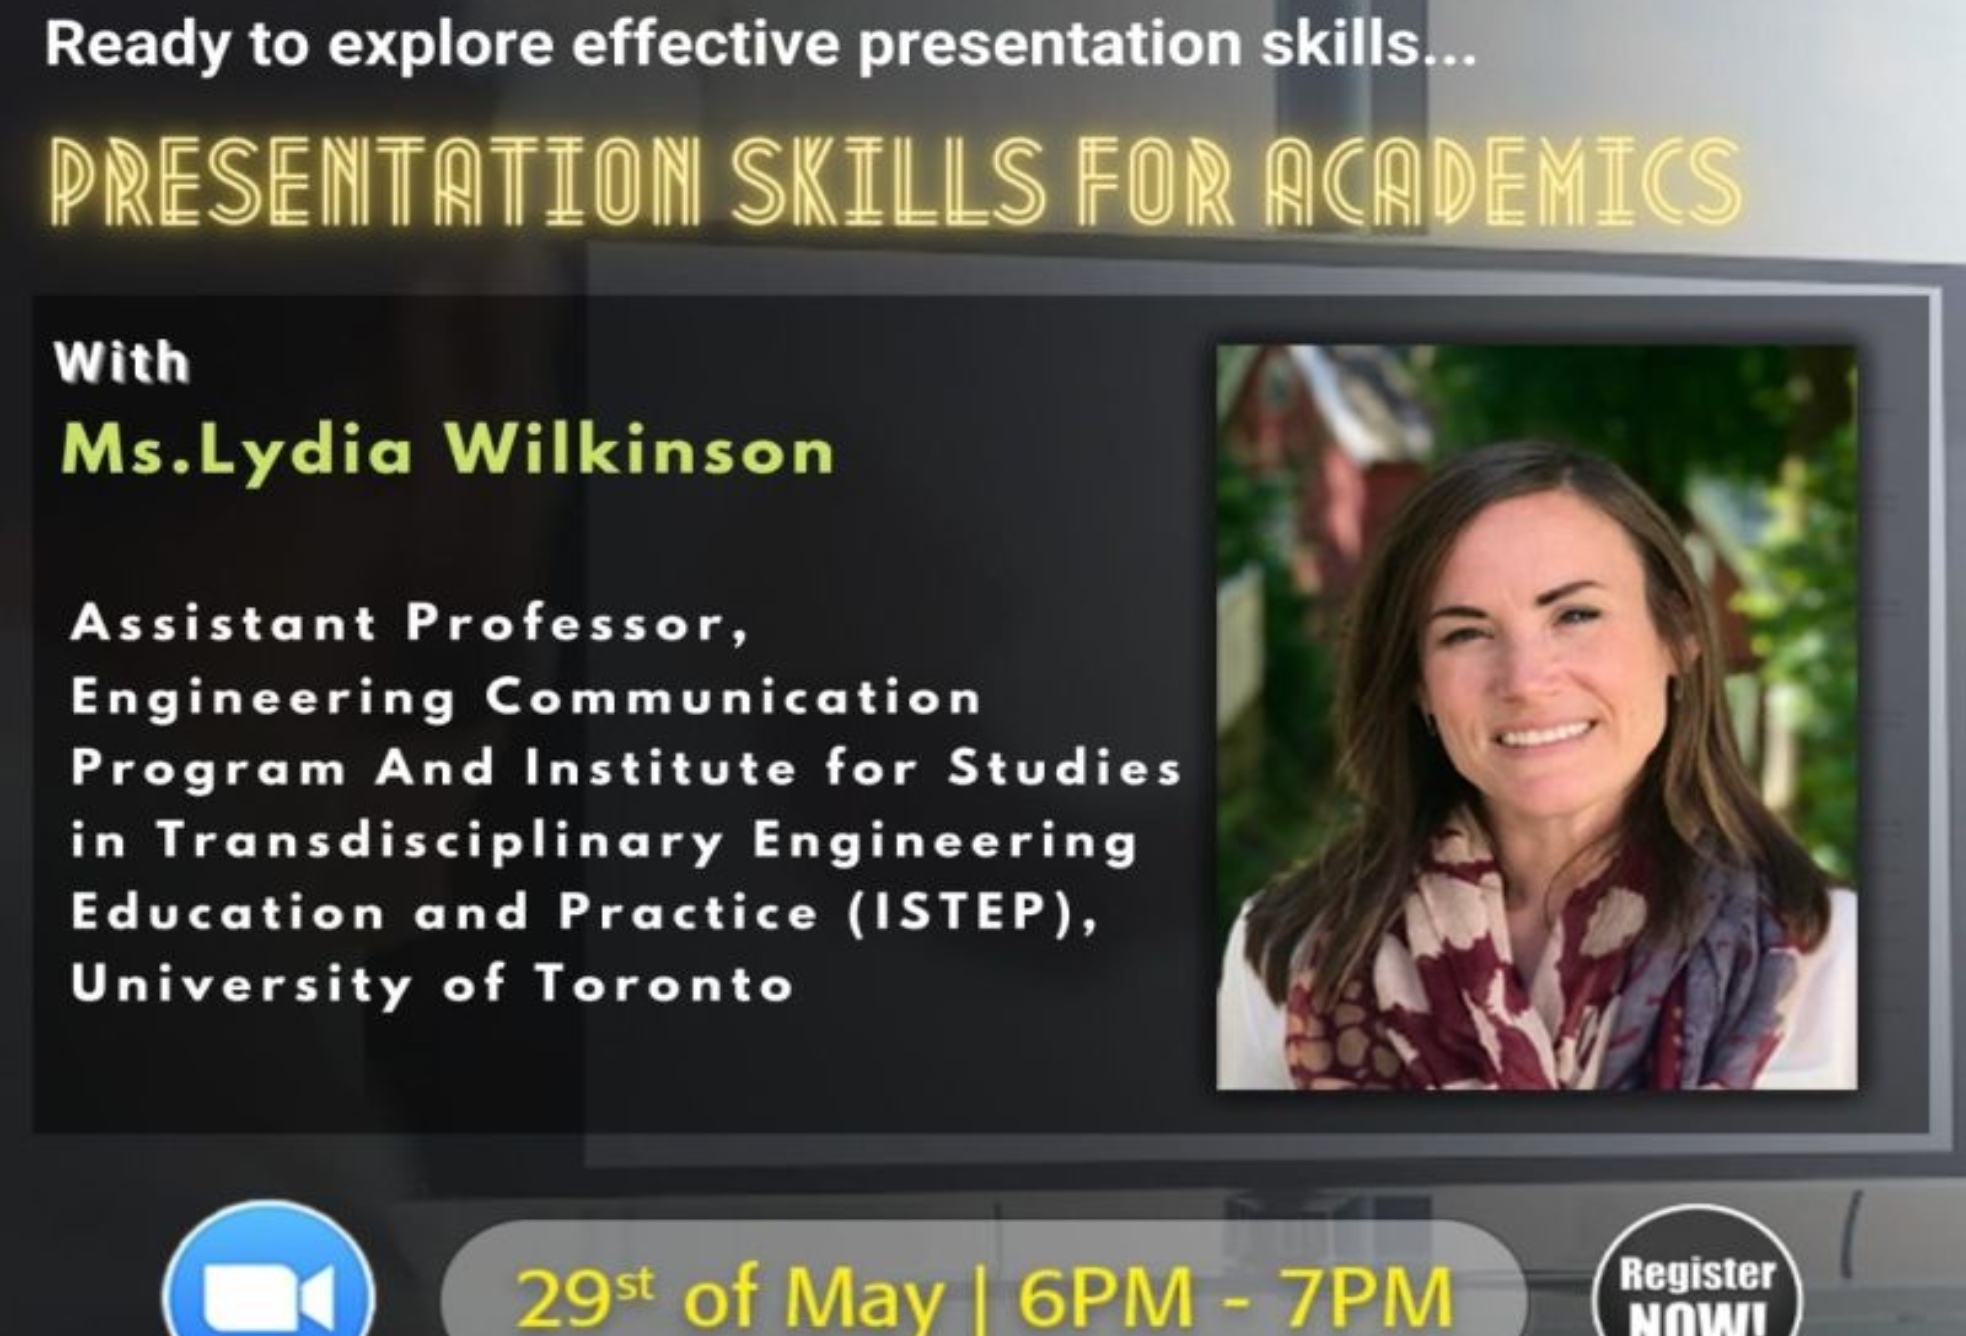 Ready to explore effective presentation skills...
PRESENTATION SKILLS FOR ACADEMICS
With
Ms.Lydia Wilkinson
Assistant Professor,
Engineering Communication
Program And Institute for Studies
in Transdisciplinary Engineering
Education and Practice (ISTEP),
University of Toronto
29st of May | 6PM - 7PM
Register
NOW!